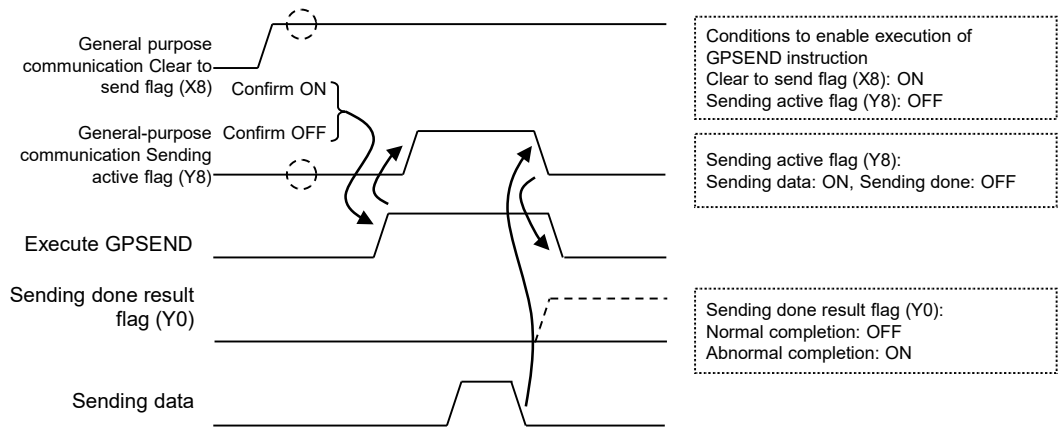 General purpose
communication Clear to
send flag (X8)
Confirm ON
General-purpose
communication Sending
active flag (Y8)
Confirm OFF
Execute GPSEND
Sending done result
flag (Y0)
Sending data
Conditions to enable execution of
GPSEND instruction
Clear to send flag (X8): ON
Sending active flag (Y8): OFF
Sending active flag (Y8):
Sending data: ON, Sending done: OFF
Sending done result flag (Y0):
Normal completion: OFF
Abnormal completion: ON